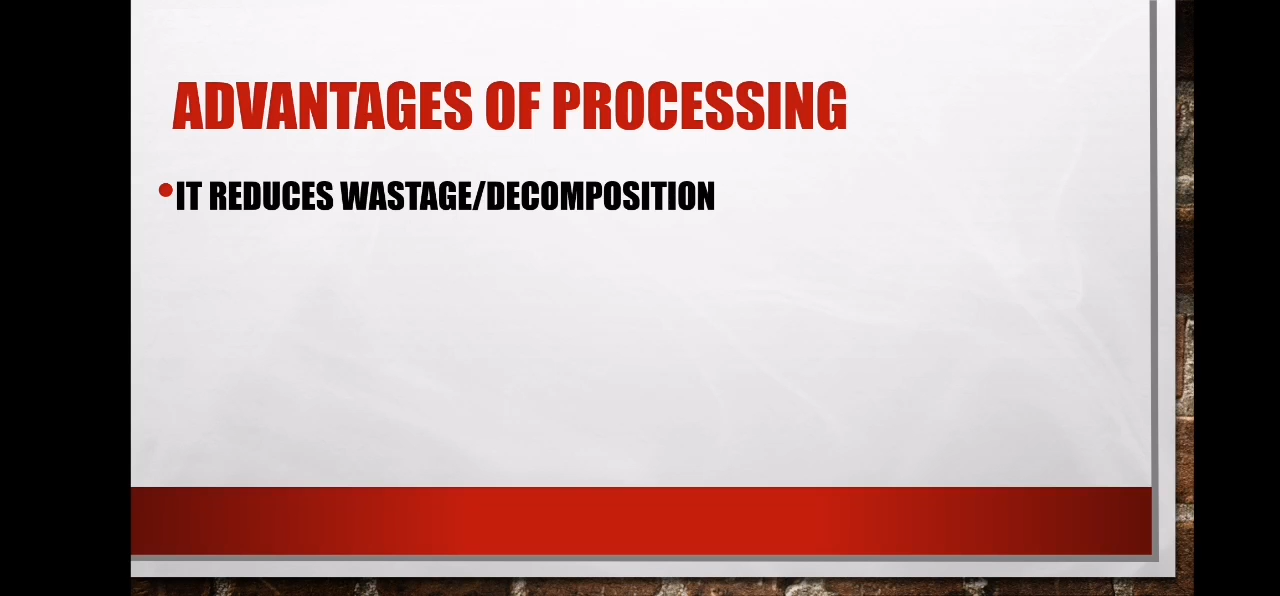 ADVANTAGES OF PROCESSING
•IT REDUCES WASTAGE/DECOMPOSITION